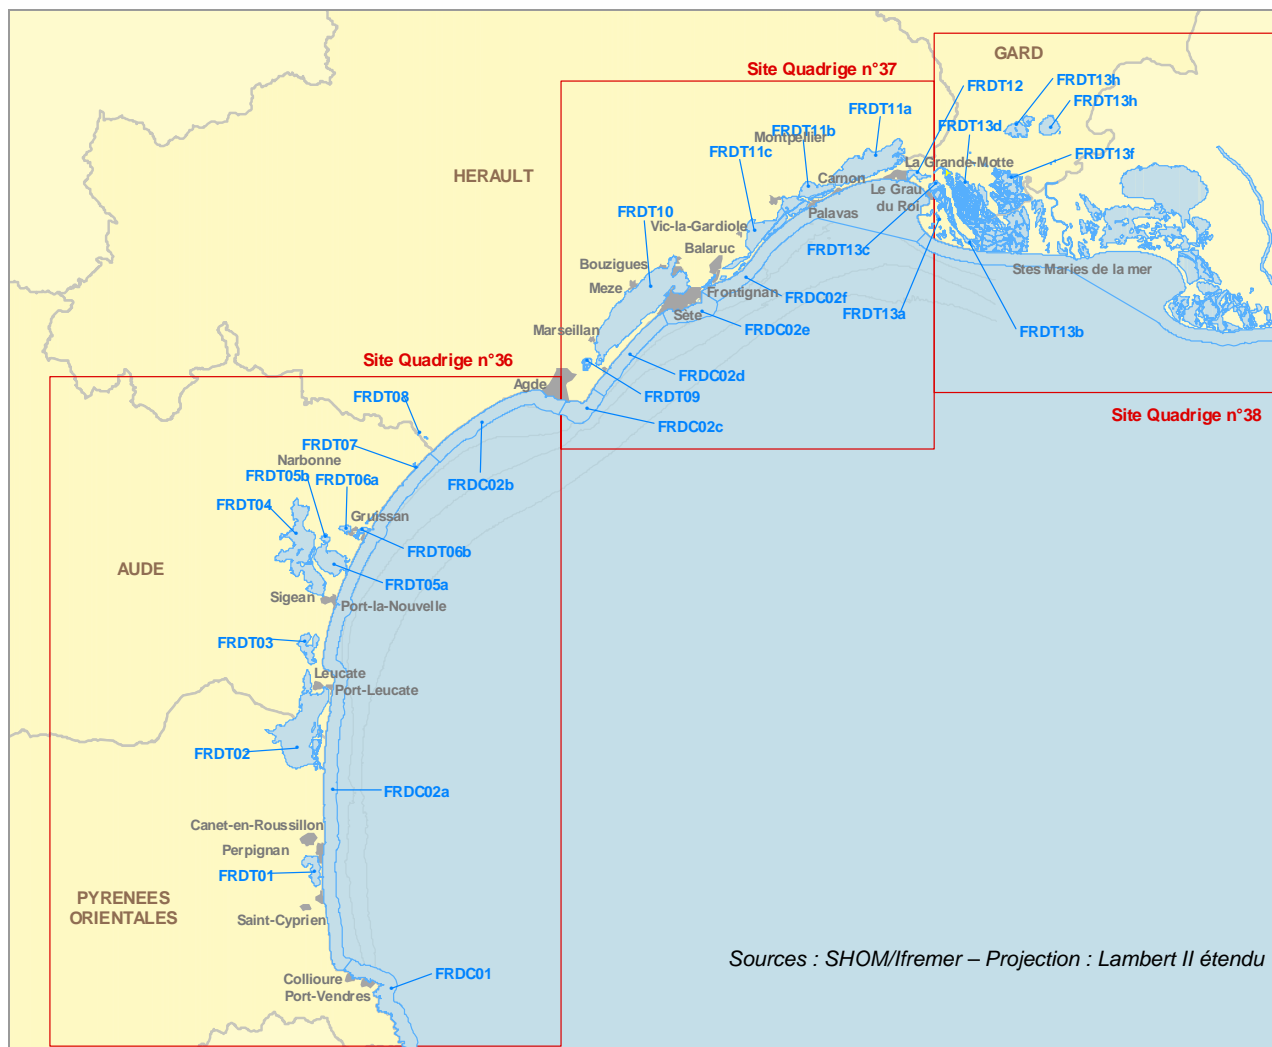 GARD
Site Quadrige n°37
FRDT12
FRDT13h
FRDT13h
FRDT11a
FRDT13d
FRDT11b
Montpellier
FRDT11c
FRDT13f
La Grande-Motte
HERAULT
Carnon
Le Grau
du Roi
FRDT10
Palavas
Vic-la-Gardiole
Balaruc
FRDT13c
Bouzigues
Stes Maries de la mer
Meze
Frontignan
FRDC02f
Sète
FRDT13a
FRDC02e
FRDT13b
Marseillan
Site Quadrige n°36
FRDC02d
Agde
FRDT09
FRDT08
Site Quadrige n°38
FRDC02c
FRDT07
Narbonne
FRDT05b
FRDT06a
FRDC02b
FRDT04
Gruissan
FRDT06b
AUDE
FRDT05a
Sigean
Port-la-Nouvelle
FRDT03
Leucate
Port-Leucate
FRDT02
FRDC02a
Canet-en-Roussillon
Perpignan
FRDT01
PYRENEES
ORIENTALES
Saint-Cyprien
Sources : SHOM/Ifremer – Projection : Lambert II étendu
FRDC01
Collioure
Port-Vendres